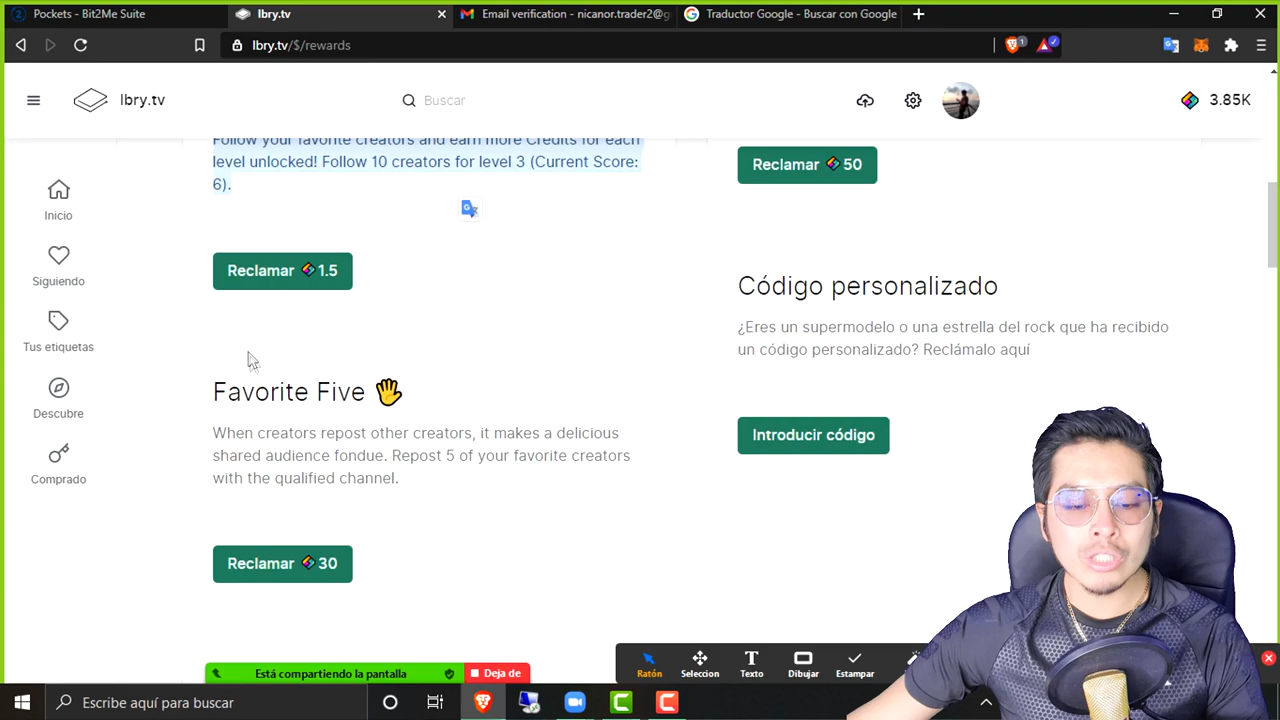 Pockets - Bit2Me Suite
lbry.tv
Email verification - nicanor.trader2@g
Traductor Google - Buscar con Google
lbry.tv/$/rewards
1
lbry.tv
Buscar
3.85K
Inicio
Siguiendo
Tus etiquetas
Descubre
Comprado
Follow your favorite creators and earn more Credits for each
level unlocked! Follow 10 creators for level 3 (Current Score:
6).
Reclamar 1.5
Favorite Five
When creators repost other creators, it makes a delicious
shared audience fondue. Repost 5 of your favorite creators
with the qualified channel.
Reclamar 30
Reclamar 50
Código personalizado
¿Eres un supermodelo o una estrella del rock que ha recibido
un código personalizado? Reclámalo aquí
Introducir código
Está compartiendo la pantalla
Deja de
Ratón
Seleccion
Texto
Dibujar
Estampar
Escribe aquí para buscar